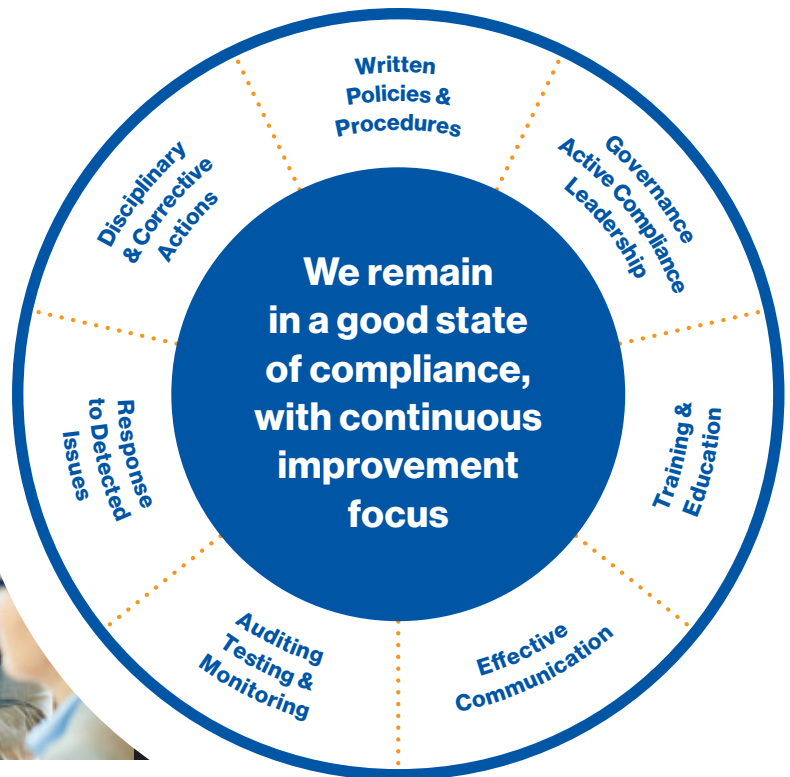 Written
Policies &
Procedures
Governance
Active Compliance
Leadership
Training &
Education
Effective
Communication
Auditing
Testing &
Monitoring
Response
to Detected
Issues
Disciplinary
& Corrective
Actions
We remain
in a good state
of compliance,
with continuous
improvement
focus